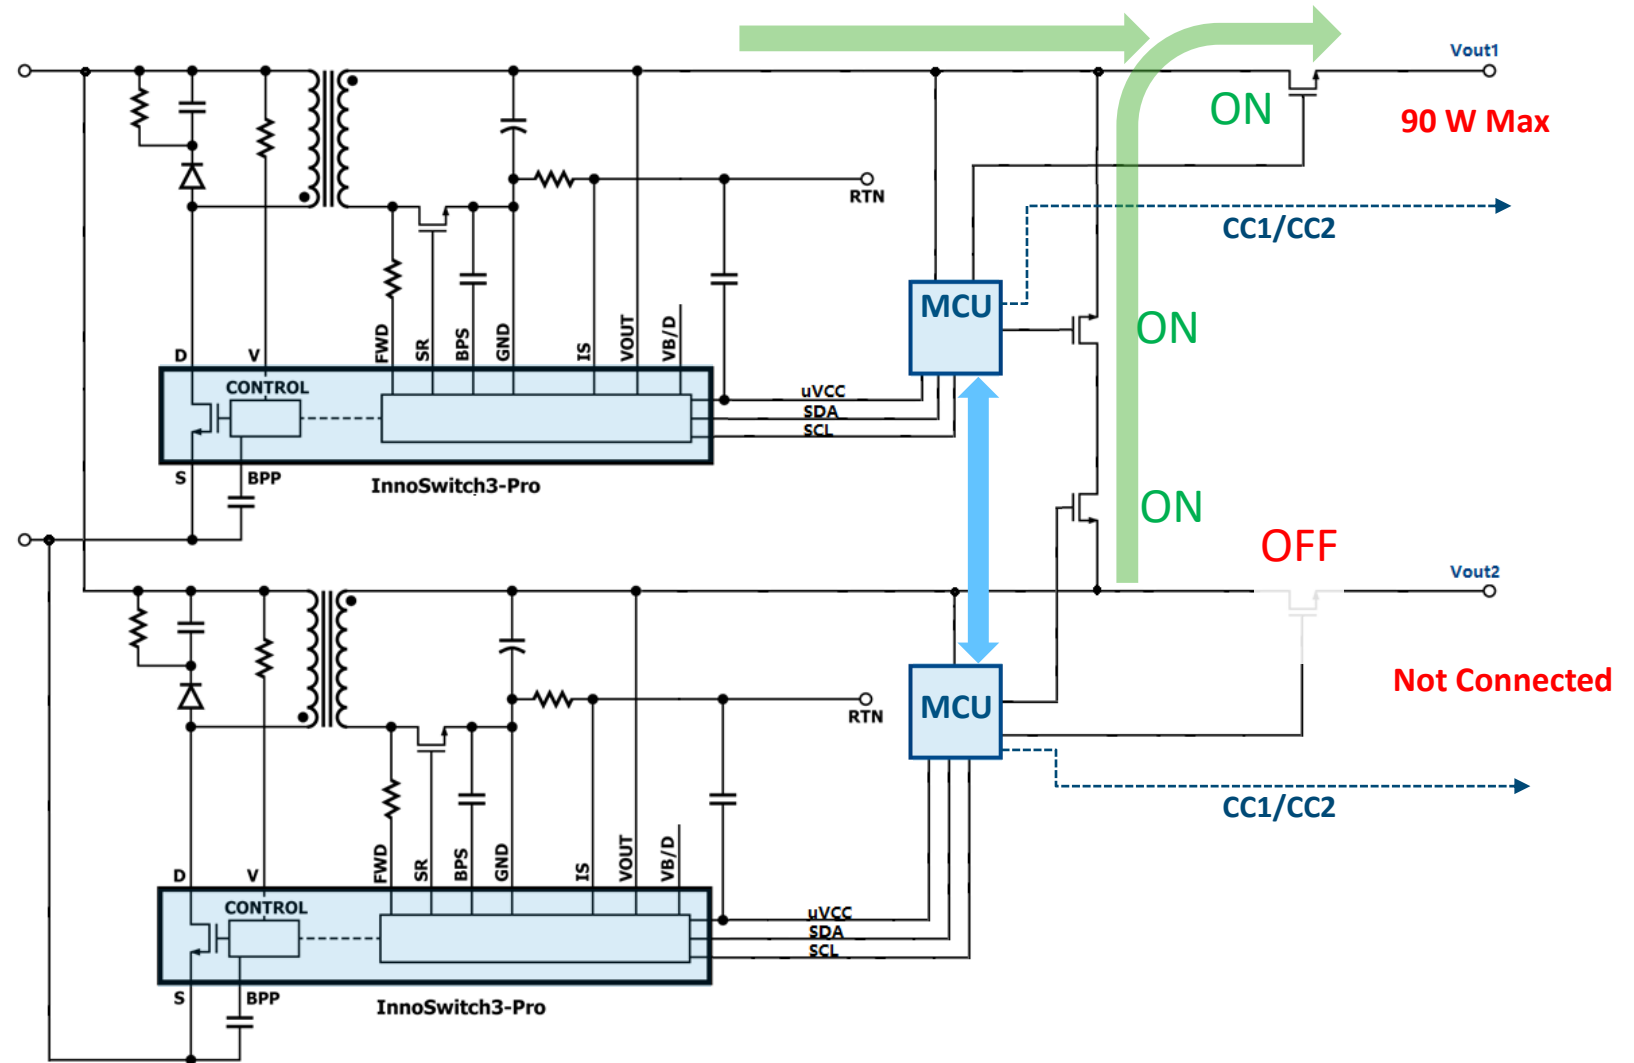 Vout1
ON
90 W Max
RTN
CC1/CC2
MCU
FWD
SR
BPS
GND
IS
VOUT
VB/D
ON
D
V
CONTROL
uVCC
SDA
SCL
S
BPP
InnoSwitch3-Pro
ON
OFF
Vout2
Not Connected
RTN
MCU
CC1/CC2
FWD
SR
BPS
GND
IS
VOUT
VB/D
D
V
CONTROL
uVCC
SDA
SCL
S
BPP
InnoSwitch3-Pro